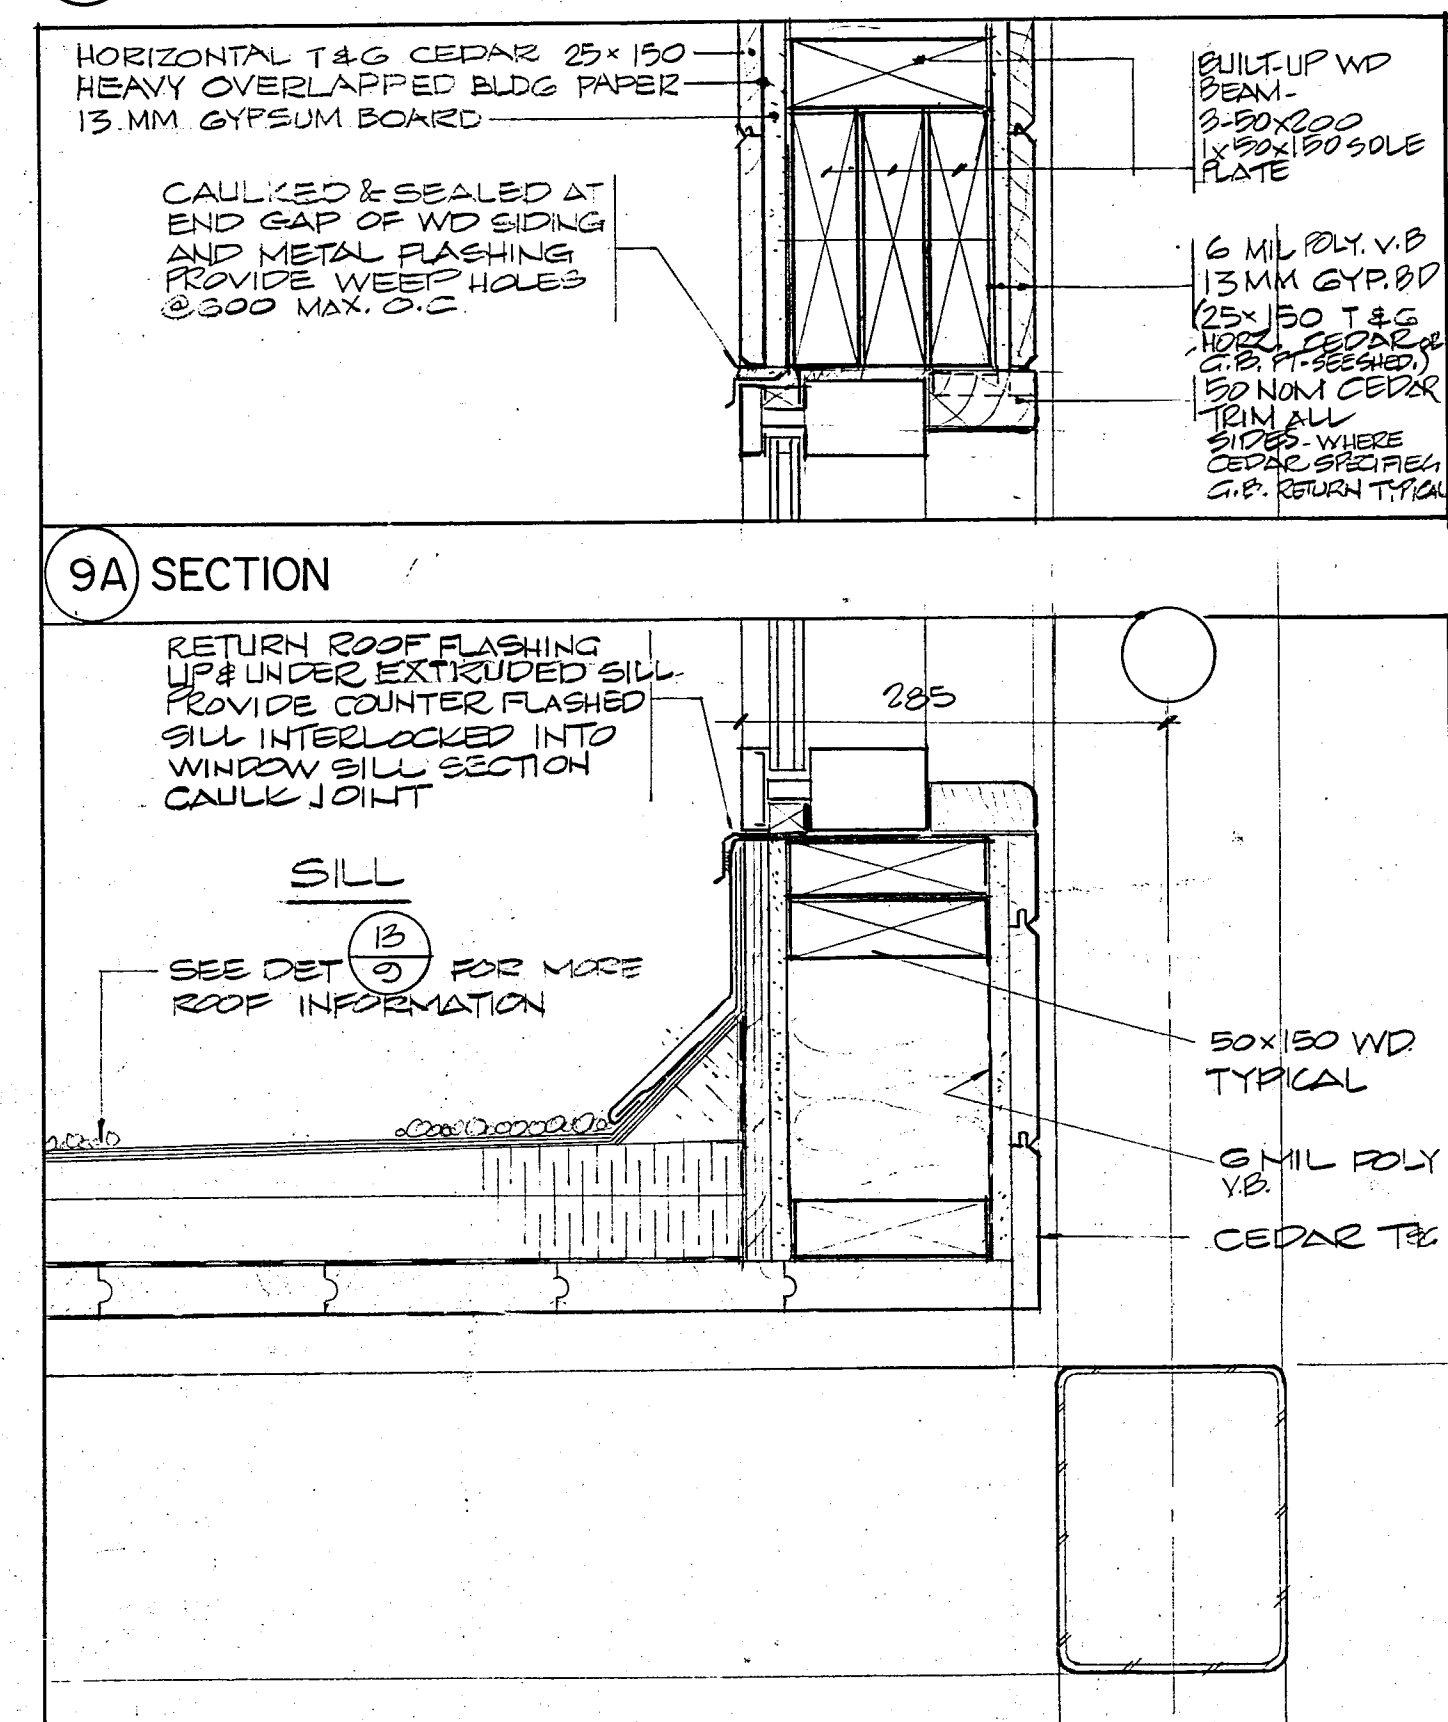 HORIZONTAL T&G CEDAR 25×150
HEAVY OVERLAPPED BLDG PAPER
13 MM GYPSUM BOARD
CAULKED & SEALED AT
END GAP OF WD SIDING
AND METAL FLASHING
PROVIDE WEEP HOLES
@600 MAX. O.C.
BUILT-UP WD
BEAM-
3-50×200
1×50×150 SOLE
PLATE
6 MIL POLY. V.B
13 MM GYP. BD
(25×150 T&G
HORZ. CEDAR OR
G.B. PT-SEE SHED.)
50 NOM CEDAR
TRIM ALL
SIDES-WHERE
CEDAR SPECIFIED
G.B. RETURN TYPICAL
9A SECTION
RETURN ROOF FLASHING
UP & UNDER EXTRUDED SILL-
PROVIDE COUNTER FLASHED
SILL INTERLOCKED INTO
WINDOW SILL SECTION
CAULK JOINT
285
SILL
SEE DET 13/9 FOR MORE
ROOF INFORMATION
50×150 WD.
TYPICAL
6 MIL POLY
V.B.
CEDAR T&G